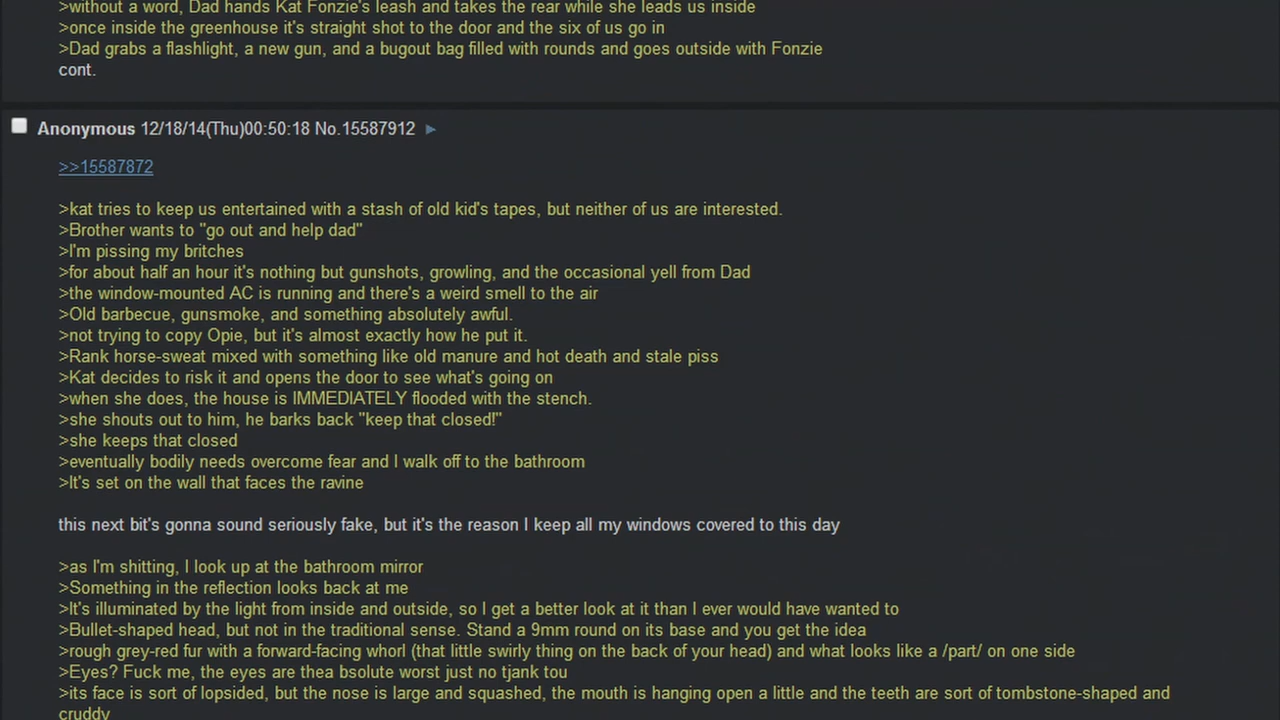 >without a word, Dad hands Kat Fonzie's leash and takes the rear while she leads us inside
>once inside the greenhouse it's straight shot to the door and the six of us go in
>Dad grabs a flashlight, a new gun, and a bugout bag filled with rounds and goes outside with Fonzie
cont.
Anonymous 12/18/14(Thu)00:50:18 No.15587912 ►
>>15587872
>kat tries to keep us entertained with a stash of old kid's tapes, but neither of us are interested.
>Brother wants to "go out and help dad"
>I'm pissing my britches
>for about half an hour it's nothing but gunshots, growling, and the occasional yell from Dad
>the window-mounted AC is running and there's a weird smell to the air
>Old barbecue, gunsmoke, and something absolutely awful.
>not trying to copy Opie, but it's almost exactly how he put it.
>Rank horse-sweat mixed with something like old manure and hot death and stale piss
>Kat decides to risk it and opens the door to see what's going on
>when she does, the house is IMMEDIATELY flooded with the stench.
>she shouts out to him, he barks back "keep that closed!"
>she keeps that closed
>eventually bodily needs overcome fear and I walk off to the bathroom
>It's set on the wall that faces the ravine
this next bit's gonna sound seriously fake, but it's the reason I keep all my windows covered to this day
>as I'm shitting, I look up at the bathroom mirror
>Something in the reflection looks back at me
>It's illuminated by the light from inside and outside, so I get a better look at it than I ever would have wanted to
>Bullet-shaped head, but not in the traditional sense. Stand a 9mm round on its base and you get the idea
>rough grey-red fur with a forward-facing whorl (that little swirly thing on the back of your head) and what looks like a /part/ on one side
>Eyes? Fuck me, the eyes are thea bsolute worst just no tjank tou
>its face is sort of lopsided, but the nose is large and squashed, the mouth is hanging open a little and the teeth are sort of tombstone-shaped and
cruddy